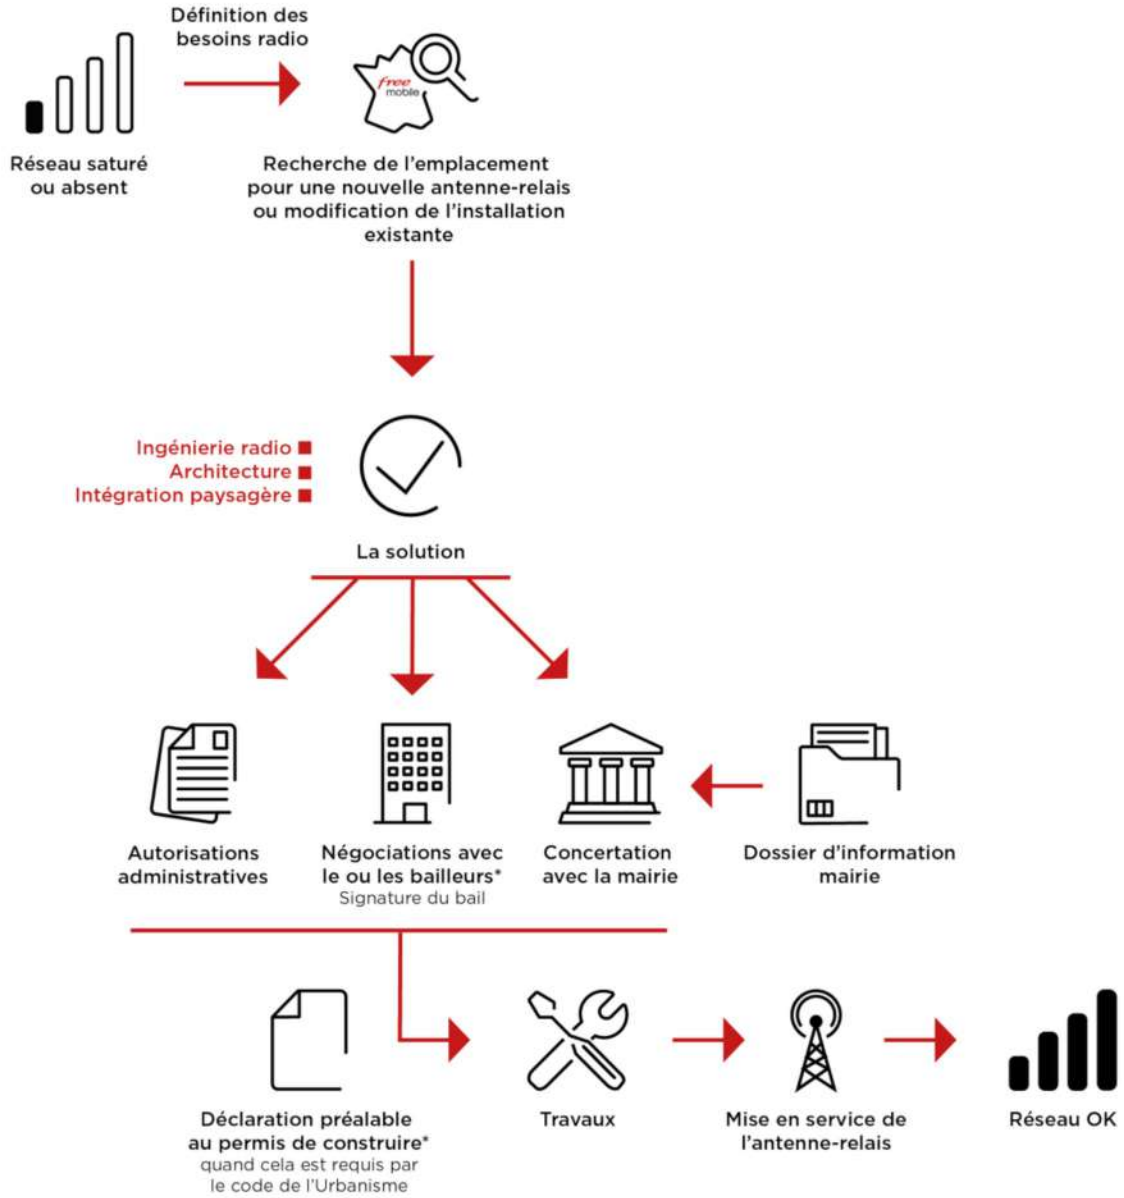 Définition des
besoins radio
free
mobile
Réseau saturé
ou absent
Recherche de l'emplacement
pour une nouvelle antenne-relais
ou modification de l'installation
existante
Ingénierie radio
Architecture
Intégration paysagère
La solution
Autorisations
administratives
Négociations avec
le ou les bailleurs*
Signature du bail
Concertation
avec la mairie
Dossier d'information
mairie
Déclaration préalable
au permis de construire*
quand cela est requis par
le code de l'Urbanisme
Travaux
Mise en service de
l'antenne-relais
Réseau OK